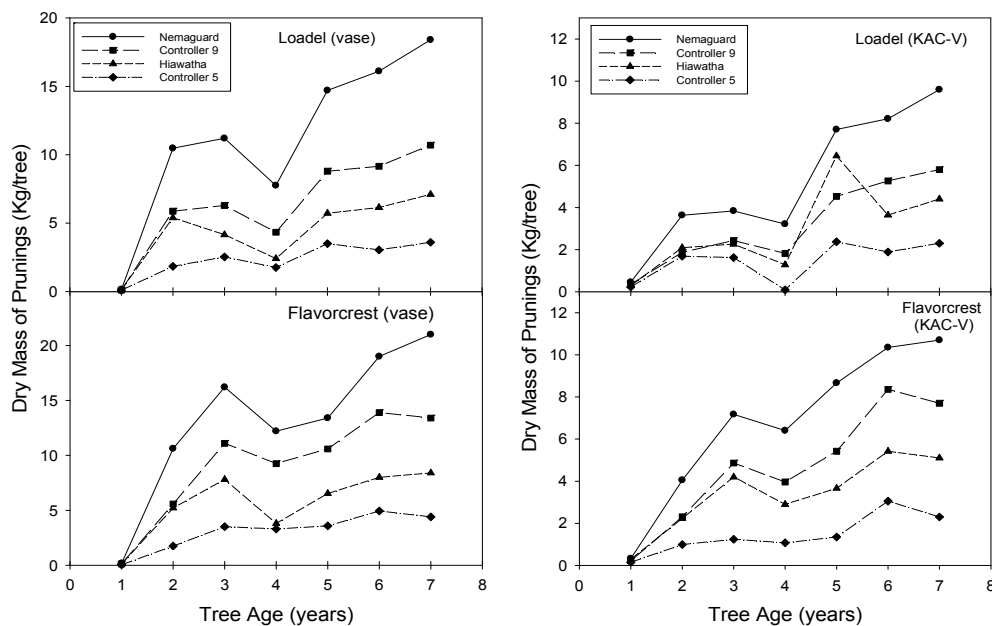 Dry Mass of Prunings (Kg/tree)
20
15
10
5
0
Nemaguard
Controller 9
Hiawatha
Controller 5
Loadel (vase)
20
15
10
5
0
Flavorcrest (vase)
0 1 2 3 4 5 6 7 8
Tree Age (years)
Dry Mass of Prunings (Kg/tree)
12
10
8
6
4
2
0
Nemaguard
Controller 9
Hiawatha
Controller 5
Loadel (KAC-V)
12
10
8
6
4
2
0
Flavorcrest
(KAC-V)
0 1 2 3 4 5 6 7 8
Tree Age (years)